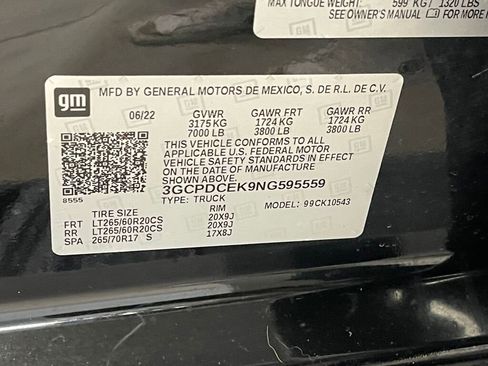 MAX TONGUE WEIGHT: 599 KG / 1320 LBS
SEE OWNER'S MANUAL FOR MORE
gm
MFD BY GENERAL MOTORS DE MEXICO, S. DE R.L. DE C.V.
06/22 GVWR GAWR FRT GAWR RR
3175 KG 1724 KG 1724 KG
7000 LB 3800 LB 3800 LB
THIS VEHICLE CONFORMS TO ALL APPLICABLE U.S.
FEDERAL MOTOR VEHICLE
VEHICLE SAFETY STANDARDS IN EFFECT ON THE DATE OF
MANUFACTURE SHOWN ABOVE.
3GCPDCEK9NG595559
8555 TYPE: TRUCK MODEL: 99CK10543
TIRE SIZE RIM
FRT LT265/60R20CS 20X9J
RR LT265/60R20CS 20X9J
SPA 265/70R17 S 17X8J